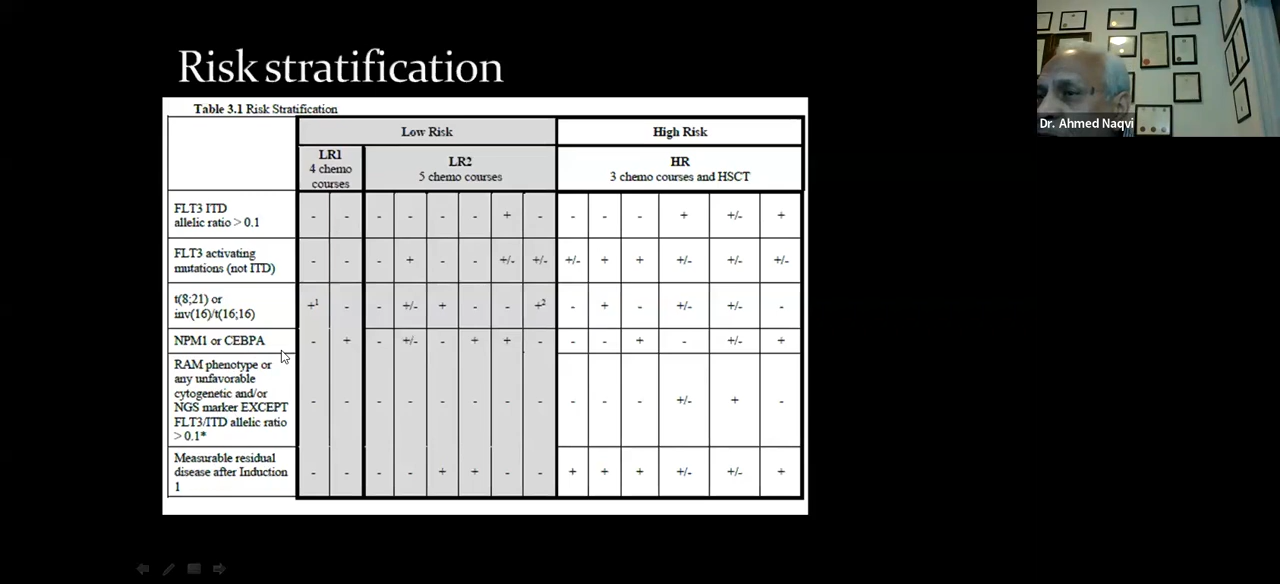 Risk stratification
Dr. Ahmed Naqvi
Table 3.1 Risk Stratification
Low Risk High Risk
LR1
4 chemo
courses
LR2
5 chemo courses
HR
3 chemo courses and HSCT
FLT3 ITD
allelic ratio > 0.1
- - - - - - + - - - - + +/- +
FLT3 activating
mutations (not ITD)
- - - + - - +/- +/- +/- + + +/- +/- +/-
t(8;21) or
inv(16)/t(16;16)
+1 - - +/- + - - +2 - + - +/- +/- -
NPM1 or CEBPA
- + - +/- - + + - - - + - +/- +
RAM phenotype or
any unfavorable
cytogenetic and/or
NGS marker EXCEPT
FLT3/ITD allelic ratio
> 0.1*
- - - - - - - - - - - +/- + -
Measurable residual
disease after Induction
1
- - - - + + - - + + + +/- +/- +